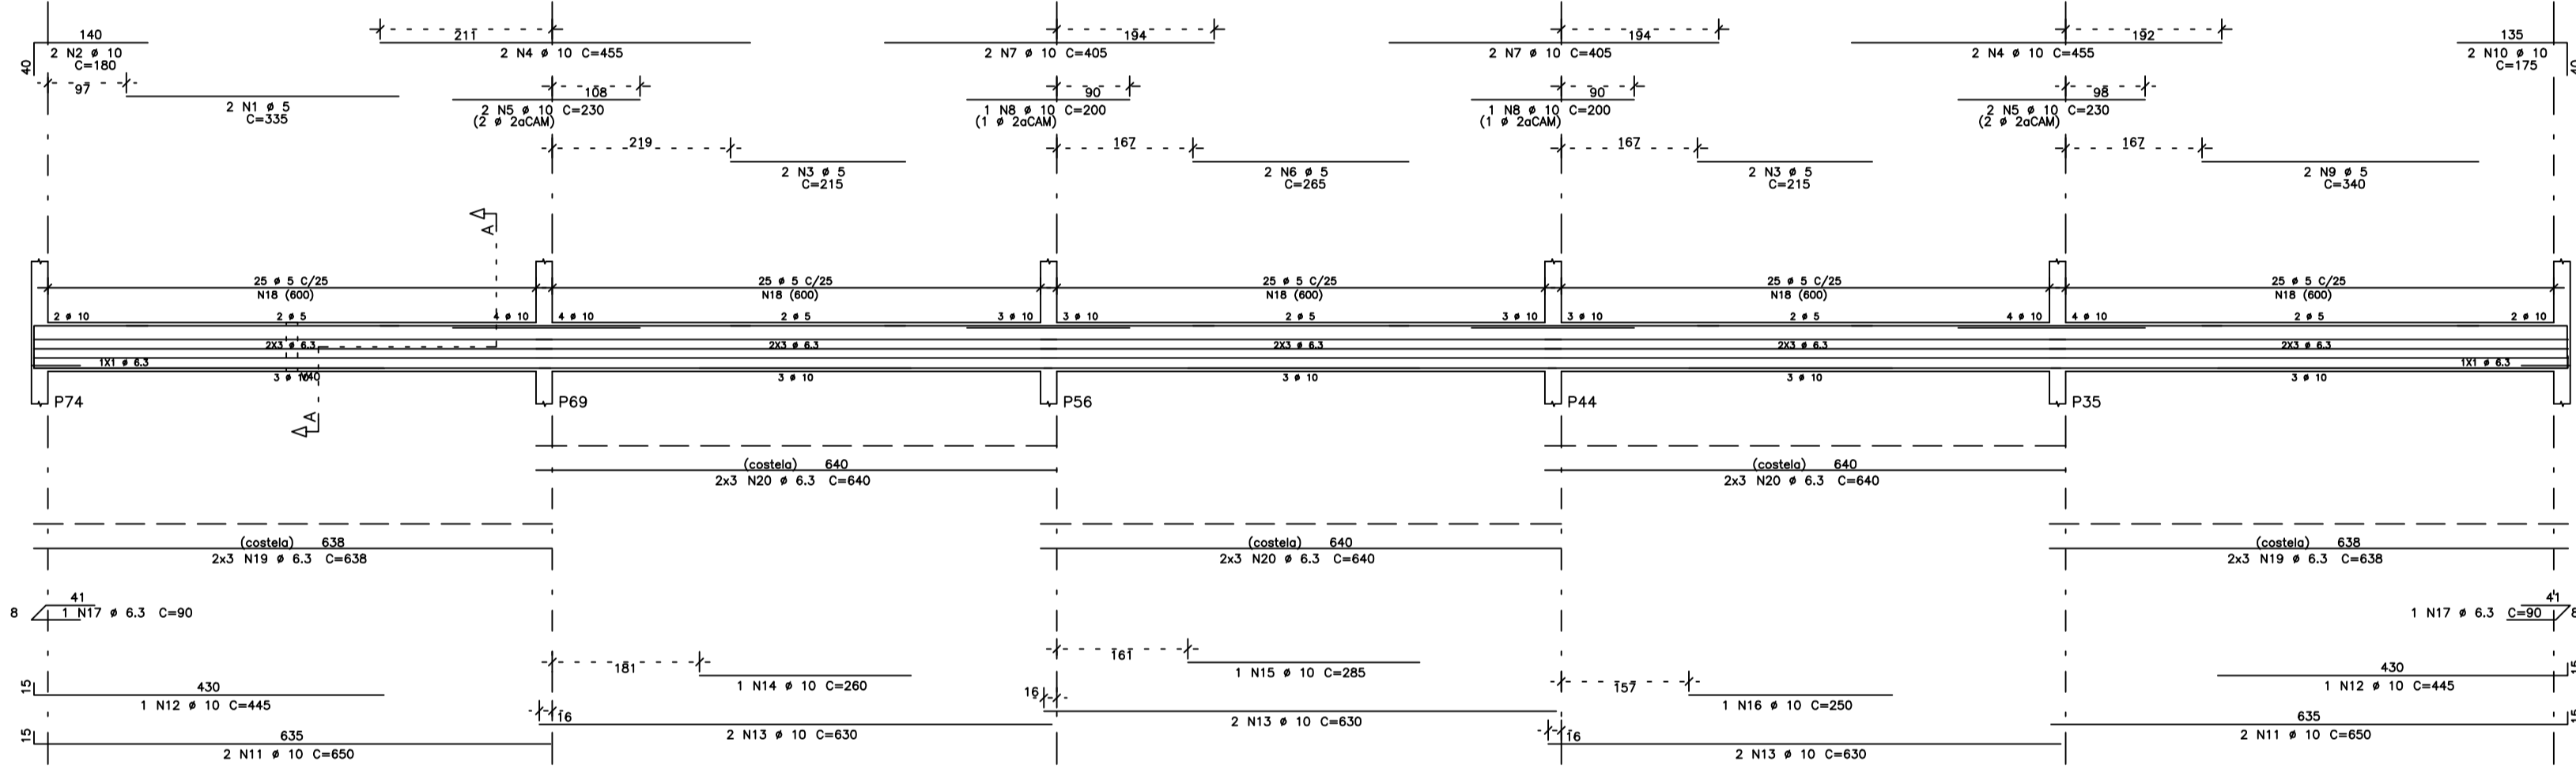 140
2 N2 ø 10
C=180
40
97
2 N1 ø 5
C=335
211
2 N4 ø 10 C=455
108
2 N5 ø 10 C=230
(2 ø 2aCAM)
219
2 N3 ø 5
C=215
194
2 N7 ø 10 C=405
90
1 N8 ø 10 C=200
(1 ø 2aCAM)
167
2 N6 ø 5
C=265
194
2 N7 ø 10 C=405
90
1 N8 ø 10 C=200
(1 ø 2aCAM)
167
2 N3 ø 5
C=215
192
2 N4 ø 10 C=455
98
2 N5 ø 10 C=230
(2 ø 2aCAM)
167
2 N9 ø 5
C=340
135
2 N10 ø 10
C=175
A
25 ø 5 C/25
N18 (600)
25 ø 5 C/25
N18 (600)
25 ø 5 C/25
N18 (600)
25 ø 5 C/25
N18 (600)
25 ø 5 C/25
N18 (600)
2 ø 10 2 ø 5 4 ø 10 4 ø 10 2 ø 5 3 ø 10 3 ø 10 2 ø 5 3 ø 10 3 ø 10 2 ø 5 4 ø 10 4 ø 10 2 ø 5 2 ø 10
2X3 ø 6.3 2X3 ø 6.3 2X3 ø 6.3 2X3 ø 6.3 2X3 ø 6.3
1X1 ø 6.3 1X1 ø 6.3
3 ø 10 V40 3 ø 10 3 ø 10 3 ø 10 3 ø 10
P74 P69 P56 P44 P35
A
(costela) 640
2x3 N20 ø 6.3 C=640
(costela) 640
2x3 N20 ø 6.3 C=640
(costela) 638
2x3 N19 ø 6.3 C=638
(costela) 640
2x3 N20 ø 6.3 C=640
(costela) 638
2x3 N19 ø 6.3 C=638
41
8 1 N17 ø 6.3 C=90
41
1 N17 ø 6.3 C=90 8
15 430
1 N12 ø 10 C=445
181
1 N14 ø 10 C=260
161
1 N15 ø 10 C=285
157
1 N16 ø 10 C=250
430 15
1 N12 ø 10 C=445
15 635
2 N11 ø 10 C=650
16
2 N13 ø 10 C=630
16
2 N13 ø 10 C=630
16
2 N13 ø 10 C=630
635 15
2 N11 ø 10 C=650